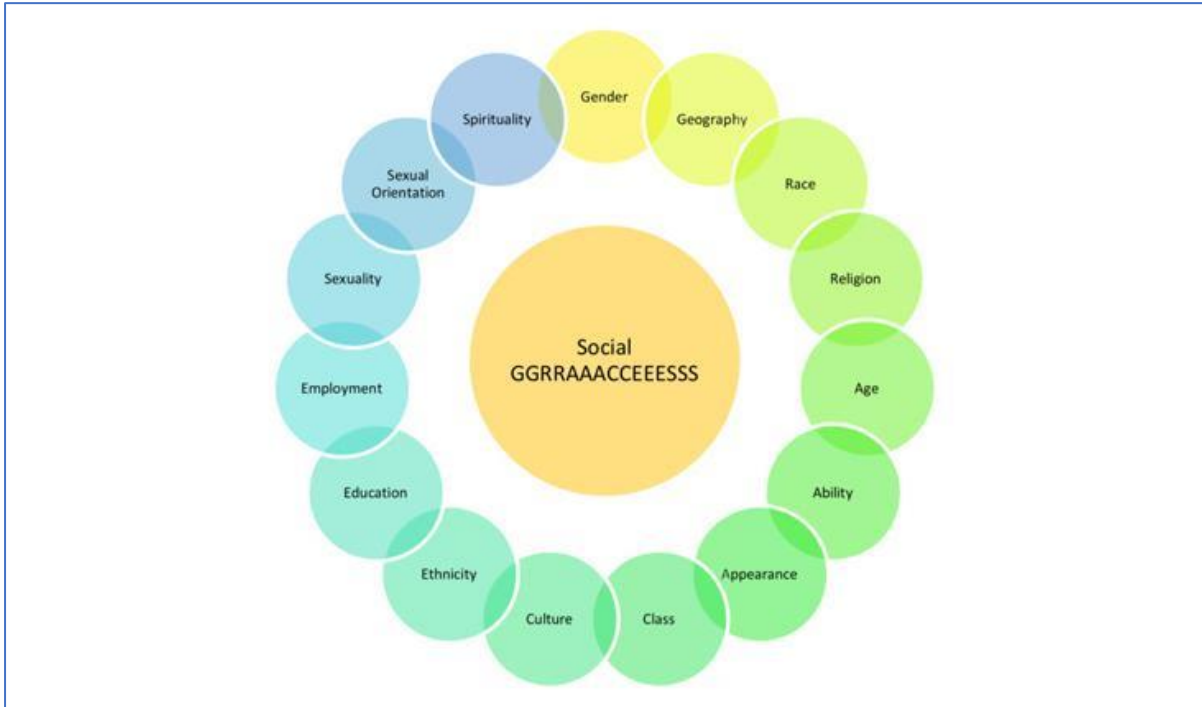 Social
GGRRAAACCEEESSS
Gender
Geography
Race
Religion
Age
Ability
Appearance
Class
Culture
Ethnicity
Education
Employment
Sexuality
Sexual
Orientation
Spirituality